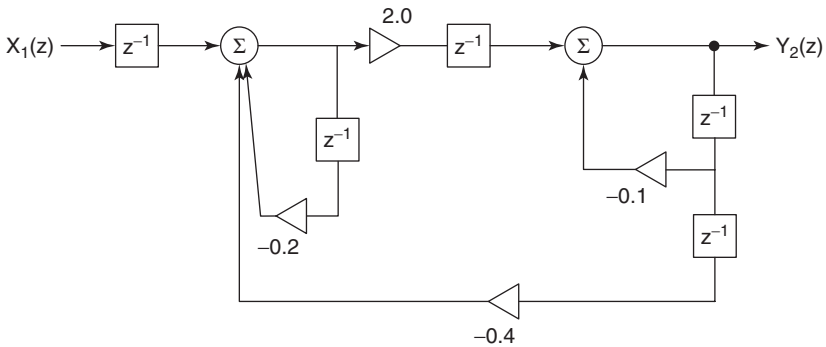 2.0
X₁(z) z⁻¹ Σ z⁻¹ Σ Y₂(z)
z⁻¹ z⁻¹
−0.1
−0.2 z⁻¹
−0.4